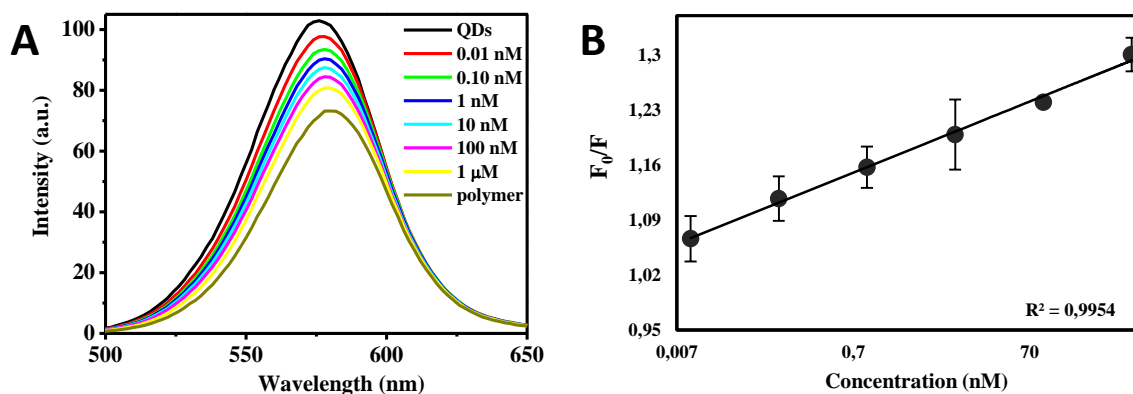 A
Intensity (a.u.)
100
80
60
40
20
0
500
550
600
650
Wavelength (nm)
QDs
0.01 nM
0.10 nM
1 nM
10 nM
100 nM
1 μM
polymer
B
F₀/F
1,3
1,23
1,16
1,09
1,02
0,95
0,007
0,7
70
Concentration (nM)
R² = 0,9954